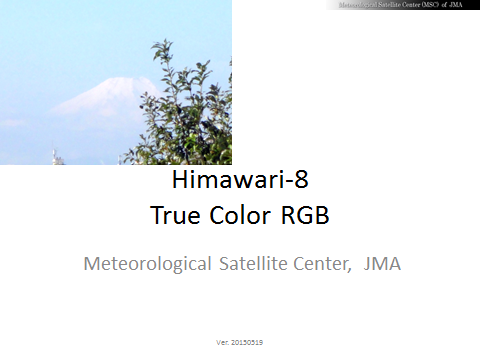 Meteorological Satellite Center (MSC) of JMA
Himawari-8
True Color RGB
Meteorological Satellite Center, JMA
Ver. 20150519